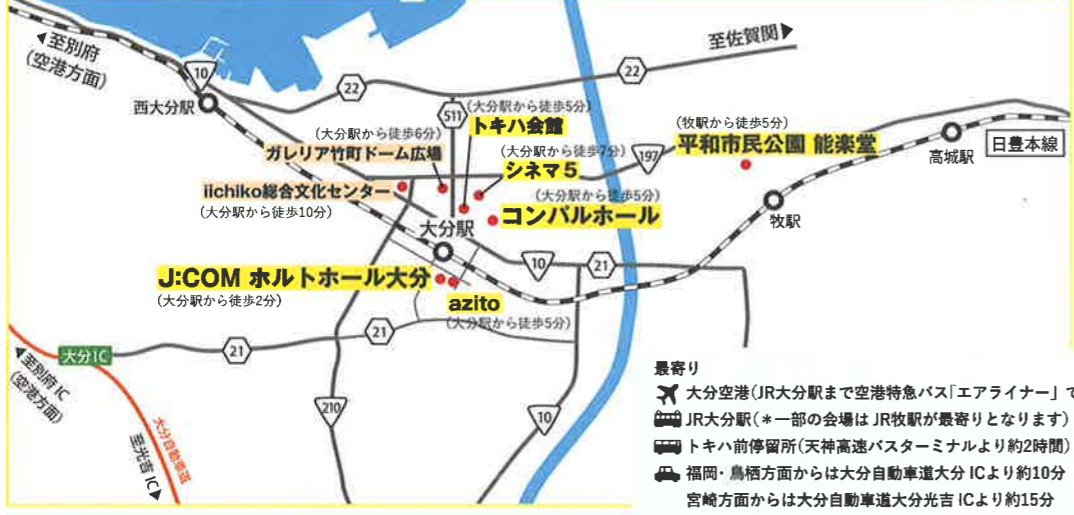 ◀至別府
(空港方面)
10
西大分駅
22
22
至佐賀関▶
511
(大分駅から徒歩5分)
トキハ会館
(大分駅から徒歩6分)
ガレリア竹町ドーム広場
(大分駅から徒歩7分)
シネマ5
197
(牧駅から徒歩5分)
平和市民公園 能楽堂
高城駅
日豊本線
iichiko総合文化センター
(大分駅から徒歩10分)
(大分駅から徒歩5分)
コンパルホール
大分駅
牧駅
10
21
J:COM ホルトホール大分
(大分駅から徒歩2分)
azito
(大分駅から徒歩5分)
大分IC
21
21
◀至別府IC
(空港方面)
大分自動車道
至光吉IC▶
210
10
最寄り
大分空港(JR大分駅まで空港特急バス「エアライナー」で
JR大分駅(*一部の会場はJR牧駅が最寄りとなります)
トキハ前停留所(天神高速バスターミナルより約2時間)
福岡・鳥栖方面からは大分自動車道大分ICより約10分
宮崎方面からは大分自動車道大分光吉ICより約15分